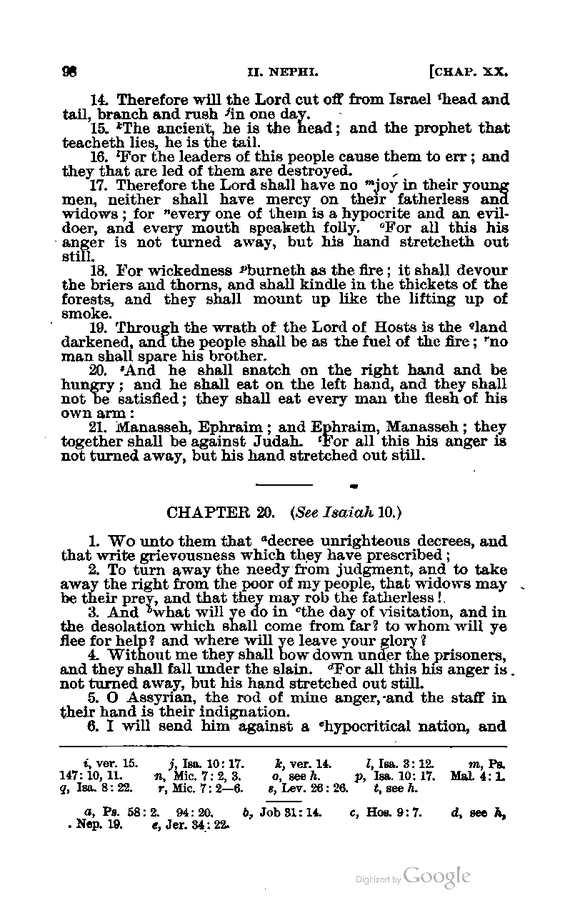 98 II. NEPHI. [CHAP. XX.
14. Therefore will the Lord cut off from Israel ⁱhead and
tail, branch and rush ʲin one day.
15. ᵏThe ancient, he is the head; and the prophet that
teacheth lies, he is the tail.
16. ˡFor the leaders of this people cause them to err; and
they that are led of them are destroyed.
17. Therefore the Lord shall have no ᵐjoy in their young
men, neither shall have mercy on their fatherless and
widows; for ⁿevery one of them is a hypocrite and an evil-
doer, and every mouth speaketh folly. ᵒFor all this his
anger is not turned away, but his hand stretcheth out
still.
18. For wickedness ᵖburneth as the fire; it shall devour
the briers and thorns, and shall kindle in the thickets of the
forests, and they shall mount up like the lifting up of
smoke.
19. Through the wrath of the Lord of Hosts is the qland
darkened, and the people shall be as the fuel of the fire; ʳno
man shall spare his brother.
20. ˢAnd he shall snatch on the right hand and be
hungry; and he shall eat on the left hand, and they shall
not be satisfied; they shall eat every man the flesh of his
own arm:
21. Manasseh, Ephraim; and Ephraim, Manasseh; they
together shall be against Judah. ᵗFor all this his anger is
not turned away, but his hand stretched out still.
CHAPTER 20. (See Isaiah 10.)
1. Wo unto them that ᵃdecree unrighteous decrees, and
that write grievousness which they have prescribed;
2. To turn away the needy from judgment, and to take
away the right from the poor of my people, that widows may
be their prey, and that they may rob the fatherless!
3. And ᵇwhat will ye do in ᶜthe day of visitation, and in
the desolation which shall come from far? to whom will ye
flee for help? and where will ye leave your glory?
4. Without me they shall bow down under the prisoners,
and they shall fall under the slain. ᵈFor all this his anger is
not turned away, but his hand stretched out still.
5. O Assyrian, the rod of mine anger, and the staff in
their hand is their indignation.
6. I will send him against a ᵉhypocritical nation, and
i, ver. 15. j, Isa. 10:17. k, ver. 14. l, Isa. 3:12. m, Ps.
147:10, 11. n, Mic. 7:2, 3. o, see h. p, Isa. 10:17. Mal. 4:1.
q, Isa. 8:22. r, Mic. 7:2–6. s, Lev. 26:26. t, see h.
a, Ps. 58:2. 94:20. b, Job 31:14. c, Hos. 9:7. d, see h,
Nep. 19. e, Jer. 34:22.
Digitized by Google